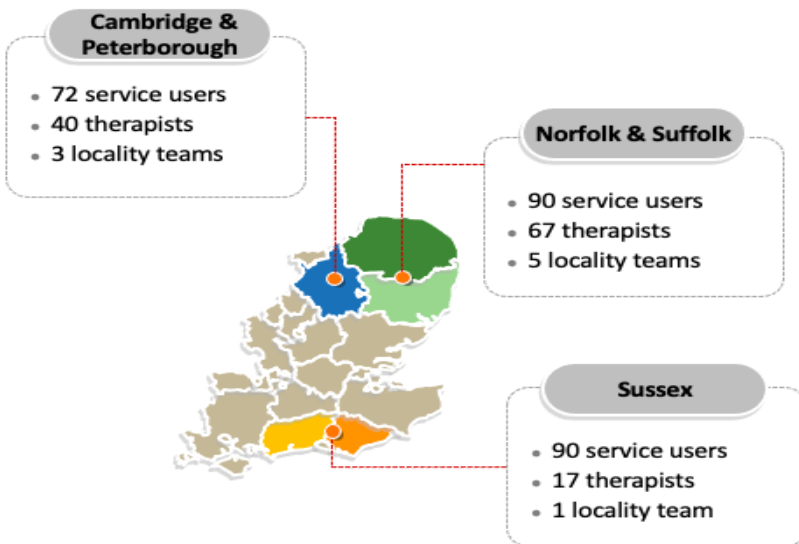 Cambridge &
Peterborough
• 72 service users
• 40 therapists
• 3 locality teams
Norfolk & Suffolk
• 90 service users
• 67 therapists
• 5 locality teams
Sussex
• 90 service users
• 17 therapists
• 1 locality team